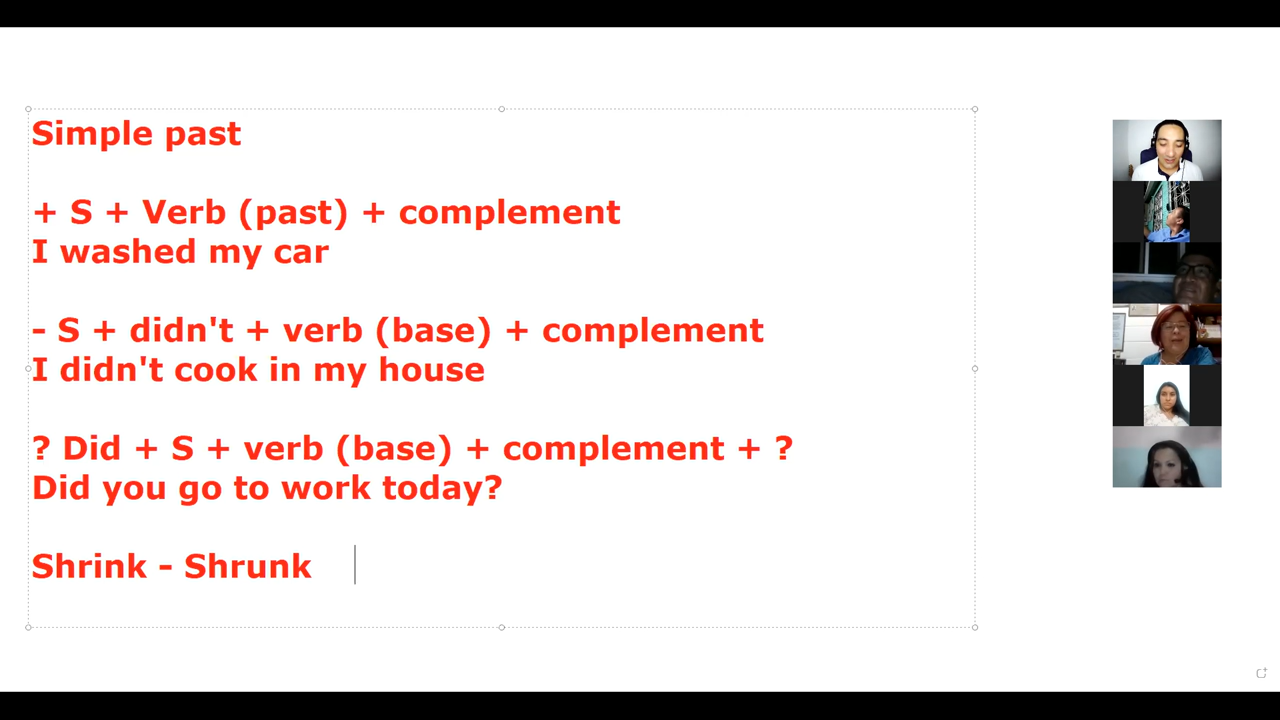 Simple past
+ S + Verb (past) + complement
I washed my car
- S + didn't + verb (base) + complement
I didn't cook in my house
? Did + S + verb (base) + complement + ?
Did you go to work today?
Shrink - Shrunk